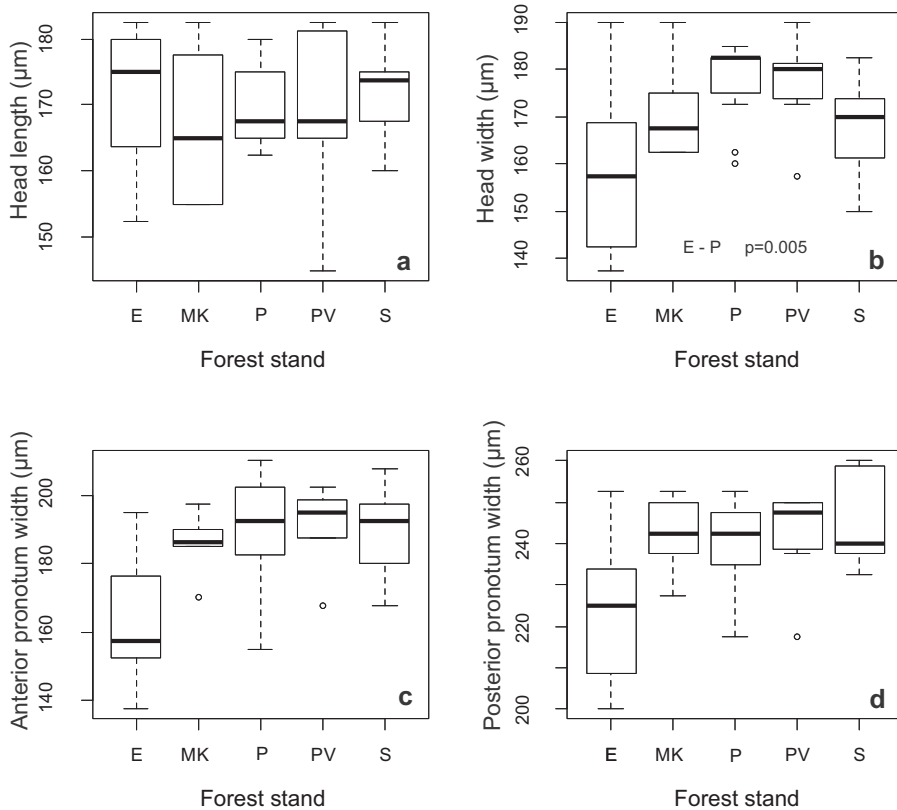 Head length (µm)
180
170
160
150
a
E MK P PV S
Forest stand
Head width (µm)
190
180
170
160
150
140
E - P p=0.005
b
E MK P PV S
Forest stand
Anterior pronotum width (µm)
200
180
160
140
c
E MK P PV S
Forest stand
Posterior pronotum width (µm)
260
240
220
200
d
E MK P PV S
Forest stand